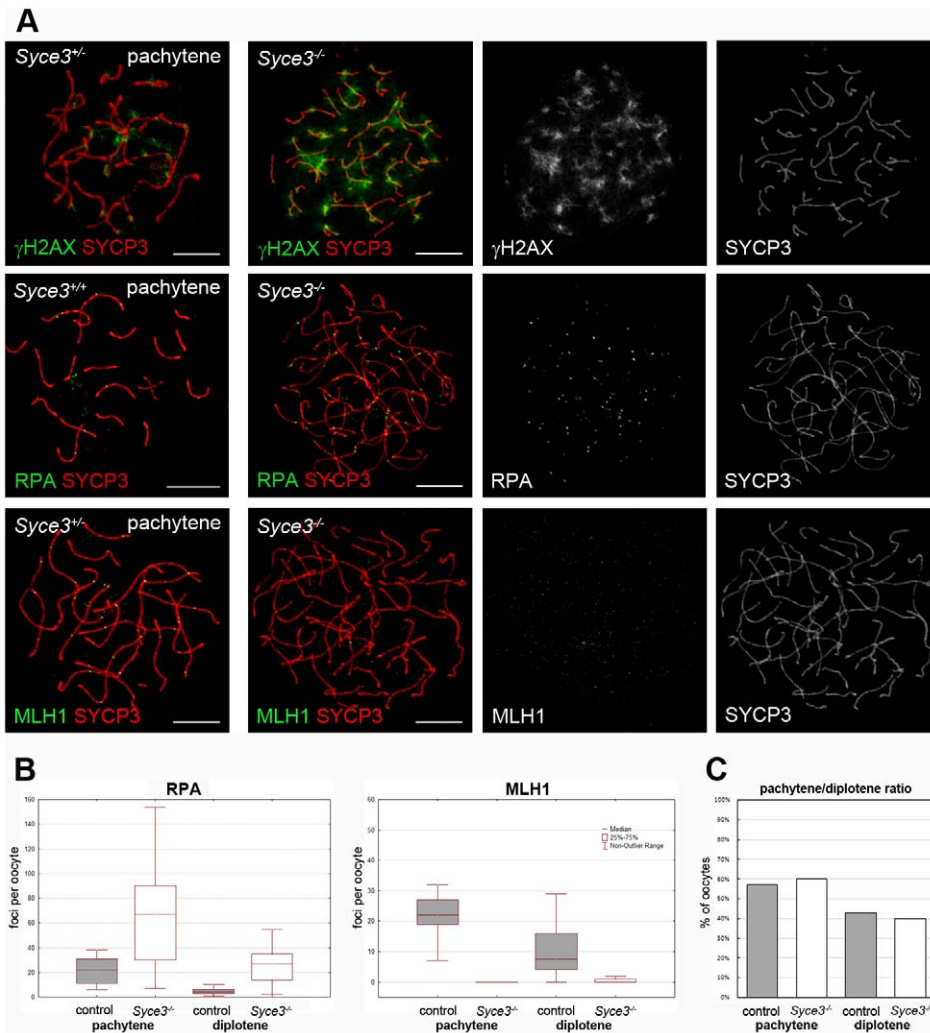 A
Syce3+/- pachytene
Syce3-/-
γH2AX SYCP3
γH2AX SYCP3
γH2AX
SYCP3
Syce3+/+ pachytene
Syce3-/-
RPA SYCP3
RPA SYCP3
RPA
SYCP3
Syce3+/- pachytene
Syce3-/-
MLH1 SYCP3
MLH1 SYCP3
MLH1
SYCP3
B
RPA
foci per oocyte
160
140
120
100
80
60
40
20
0
control Syce3-/- control Syce3-/-
pachytene diplotene
MLH1
foci per oocyte
60
50
40
30
20
10
0
Median
25%-75%
Non-Outlier Range
control Syce3-/- control Syce3-/-
pachytene diplotene
C
pachytene/diplotene ratio
% of oocytes
100%
90%
80%
70%
60%
50%
40%
30%
20%
10%
0%
control Syce3-/- control Syce3-/-
pachytene diplotene